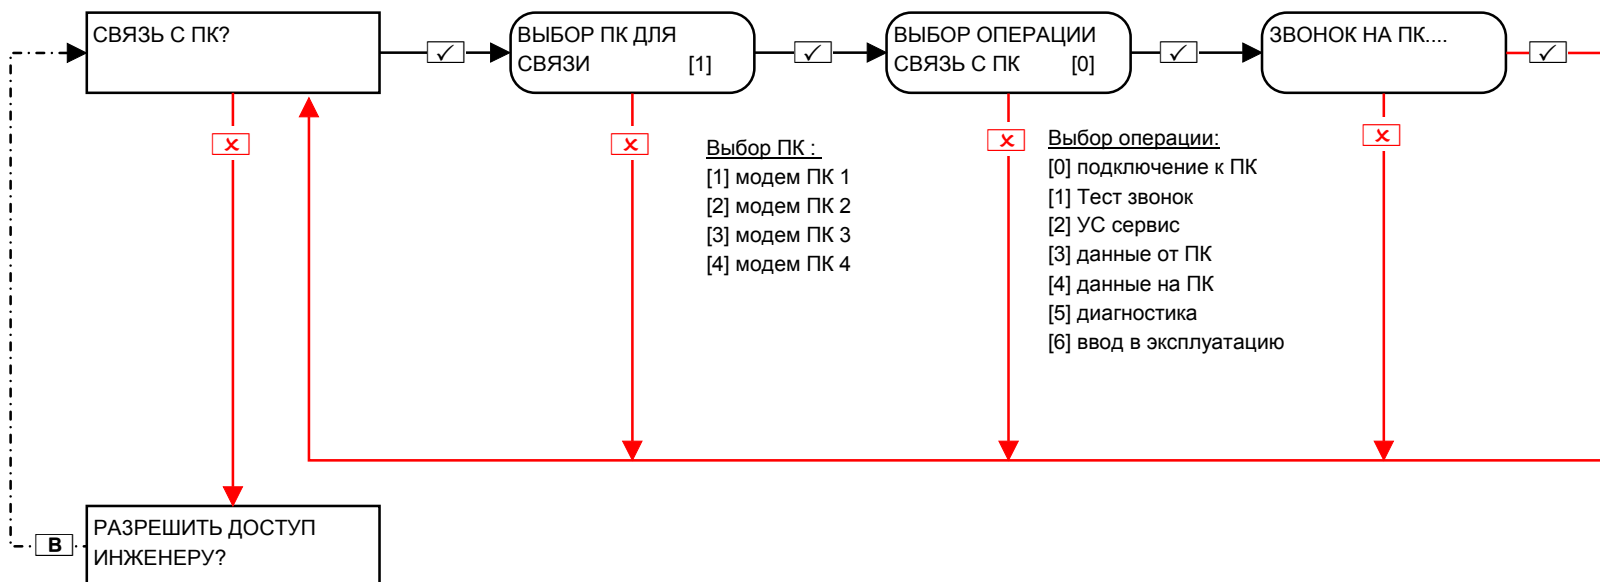 СВЯЗЬ С ПК?
ВЫБОР ПК ДЛЯ
СВЯЗИ [1]
ВЫБОР ОПЕРАЦИИ
СВЯЗЬ С ПК [0]
ЗВОНОК НА ПК....
Выбор ПК :
[1] модем ПК 1
[2] модем ПК 2
[3] модем ПК 3
[4] модем ПК 4
Выбор операции:
[0] подключение к ПК
[1] Тест звонок
[2] УС сервис
[3] данные от ПК
[4] данные на ПК
[5] диагностика
[6] ввод в эксплуатацию
РАЗРЕШИТЬ ДОСТУП
ИНЖЕНЕРУ?
B